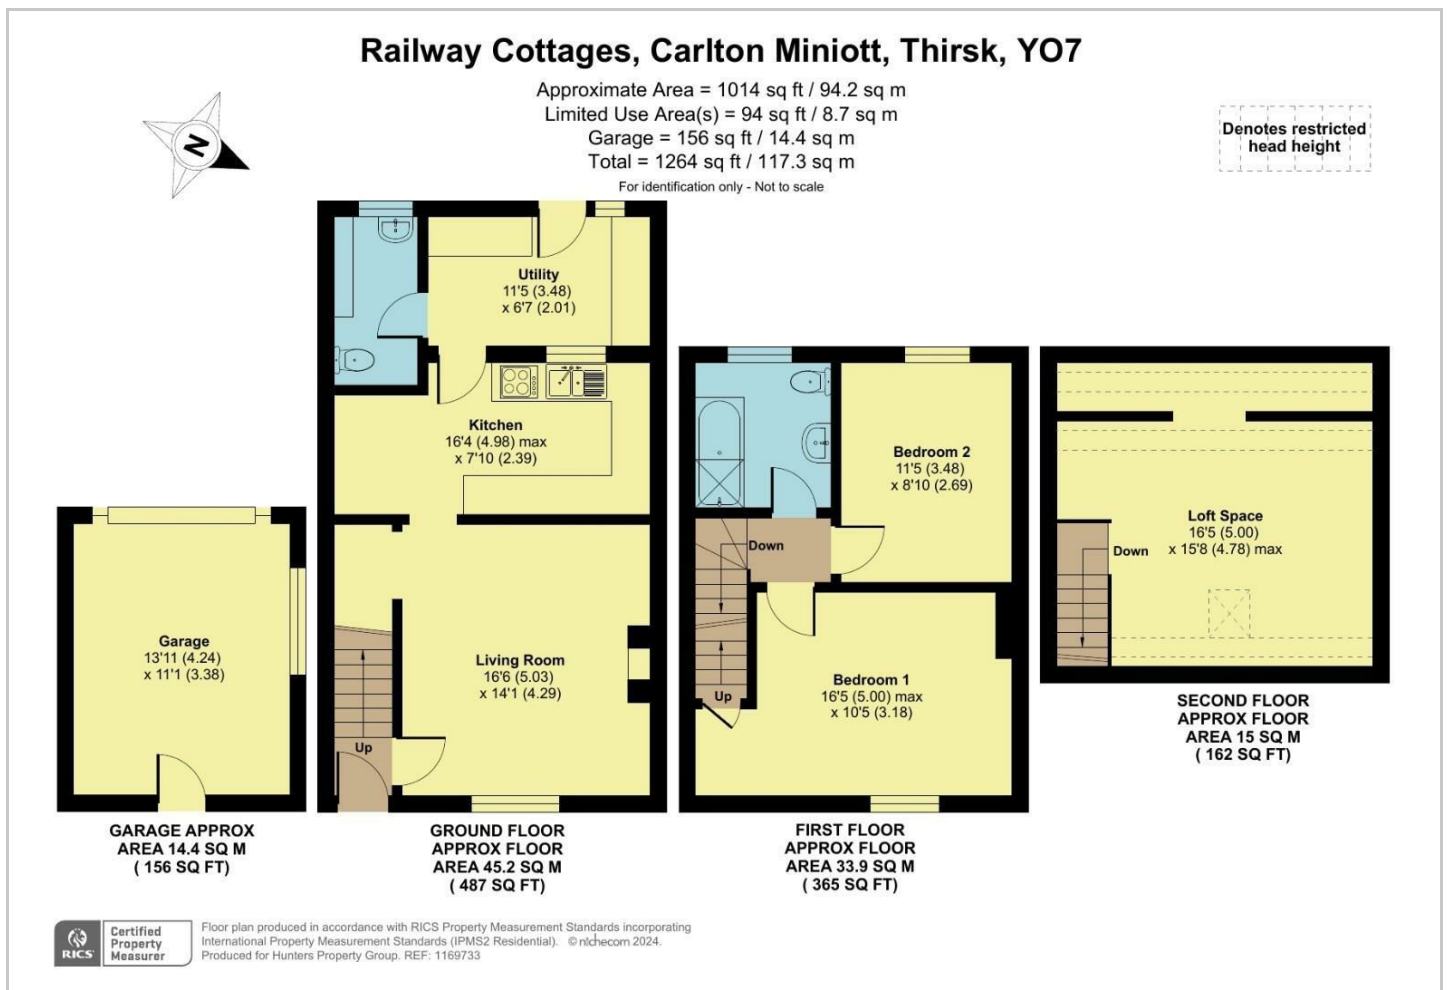 Railway Cottages, Carlton Miniott, Thirsk, YO7
Approximate Area = 1014 sq ft / 94.2 sq m
Limited Use Area(s) = 94 sq ft / 8.7 sq m
Garage = 156 sq ft / 14.4 sq m
Total = 1264 sq ft / 117.3 sq m
For identification only - Not to scale
N
Denotes restricted
head height
Utility
11'5 (3.48)
x 6'7 (2.01)
Kitchen
16'4 (4.98) max
x 7'10 (2.39)
Living Room
16'6 (5.03)
x 14'1 (4.29)
Up
Garage
13'11 (4.24)
x 11'1 (3.38)
Bedroom 2
11'5 (3.48)
x 8'10 (2.69)
Down
Bedroom 1
16'5 (5.00) max
x 10'5 (3.18)
Up
Loft Space
16'5 (5.00)
x 15'8 (4.78) max
Down
GARAGE APPROX
AREA 14.4 SQ M
( 156 SQ FT)
GROUND FLOOR
APPROX FLOOR
AREA 45.2 SQ M
( 487 SQ FT)
FIRST FLOOR
APPROX FLOOR
AREA 33.9 SQ M
( 365 SQ FT)
SECOND FLOOR
APPROX FLOOR
AREA 15 SQ M
( 162 SQ FT)
RICS
Certified
Property
Measurer
Floor plan produced in accordance with RICS Property Measurement Standards incorporating
International Property Measurement Standards (IPMS2 Residential). © nichecom 2024.
Produced for Hunters Property Group. REF: 1169733